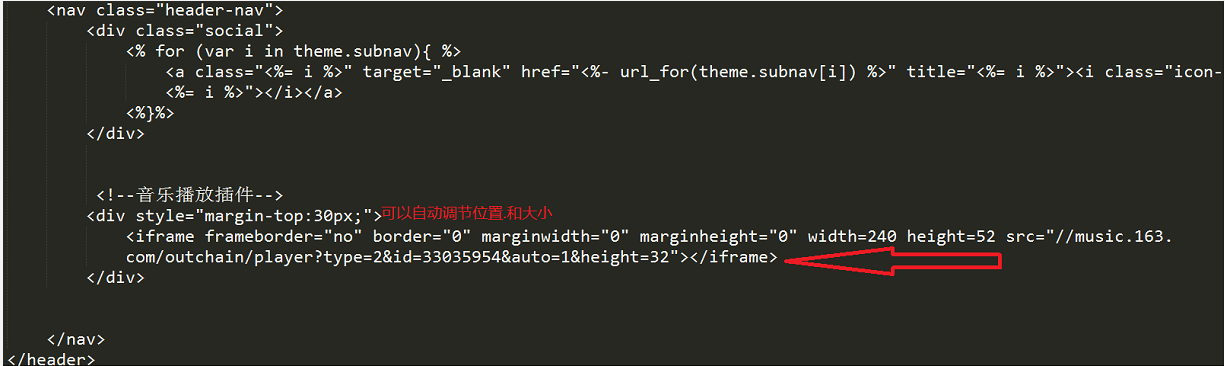 <nav class="header-nav">
<div class="social">
<% for (var i in theme.subnav){ %>
<a class="<%= i %>" target="_blank" href="<%- url_for(theme.subnav[i]) %>" title="<%= i %>"><i class="icon-
<%= i %>"></i></a>
<%}%>
</div>
<!--音乐播放插件-->
<div style="margin-top:30px;">可以自动调节位置.和大小
<iframe frameborder="no" border="0" marginwidth="0" marginheight="0" width=240 height=52 src="//music.163.
com/outchain/player?type=2&id=33035954&auto=1&height=32"></iframe>
</div>
</nav>
</header>